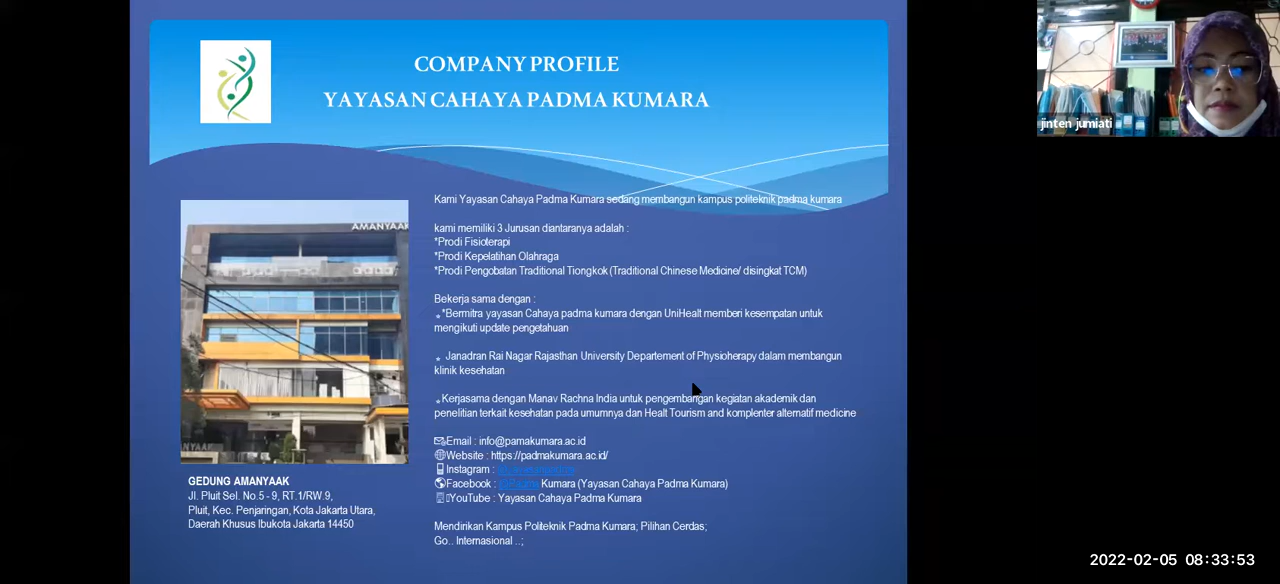 COMPANY PROFILE
YAYASAN CAHAYA PADMA KUMARA
jinten jumiati
AMANYAAK
Kami Yayasan Cahaya Padma Kumara sedang membangun kampus politeknik padma kumara
kami memiliki 3 Jurusan diantaranya adalah :
*Prodi Fisioterapi
*Prodi Kepelatihan Olahraga
*Prodi Pengobatan Traditional Tiongkok (Traditional Chinese Medicine/ disingkat TCM)
Bekerja sama dengan :
*"Bermitra yayasan Cahaya padma kumara dengan UniHealt memberi kesempatan untuk
mengikuti update pengetahuan
* Janadran Rai Nagar Rajasthan University Departement of Physioherapy dalam membangun
klinik kesehatan
*Kerjasama dengan Manav Rachna India untuk pengembangan kegiatan akademik dan
penelitian terkait kesehatan pada umumnya dan Healt Tourism and komplenter alternatif medicine
Email : info@pamakumara.ac.id
Website : https://padmakumara.ac.id/
Instagram :
Facebook : Kumara (Yayasan Cahaya Padma Kumara)
YouTube : Yayasan Cahaya Padma Kumara
Mendirikan Kampus Politeknik Padma Kumara, Pilihan Cerdas;
Go.. Internasional ..;
GEDUNG AMANYAAK
Jl. Pluit Sel. No.5 - 9, RT.1/RW.9,
Pluit, Kec. Penjaringan, Kota Jakarta Utara,
Daerah Khusus Ibukota Jakarta 14450
2022-02-05 08:33:53